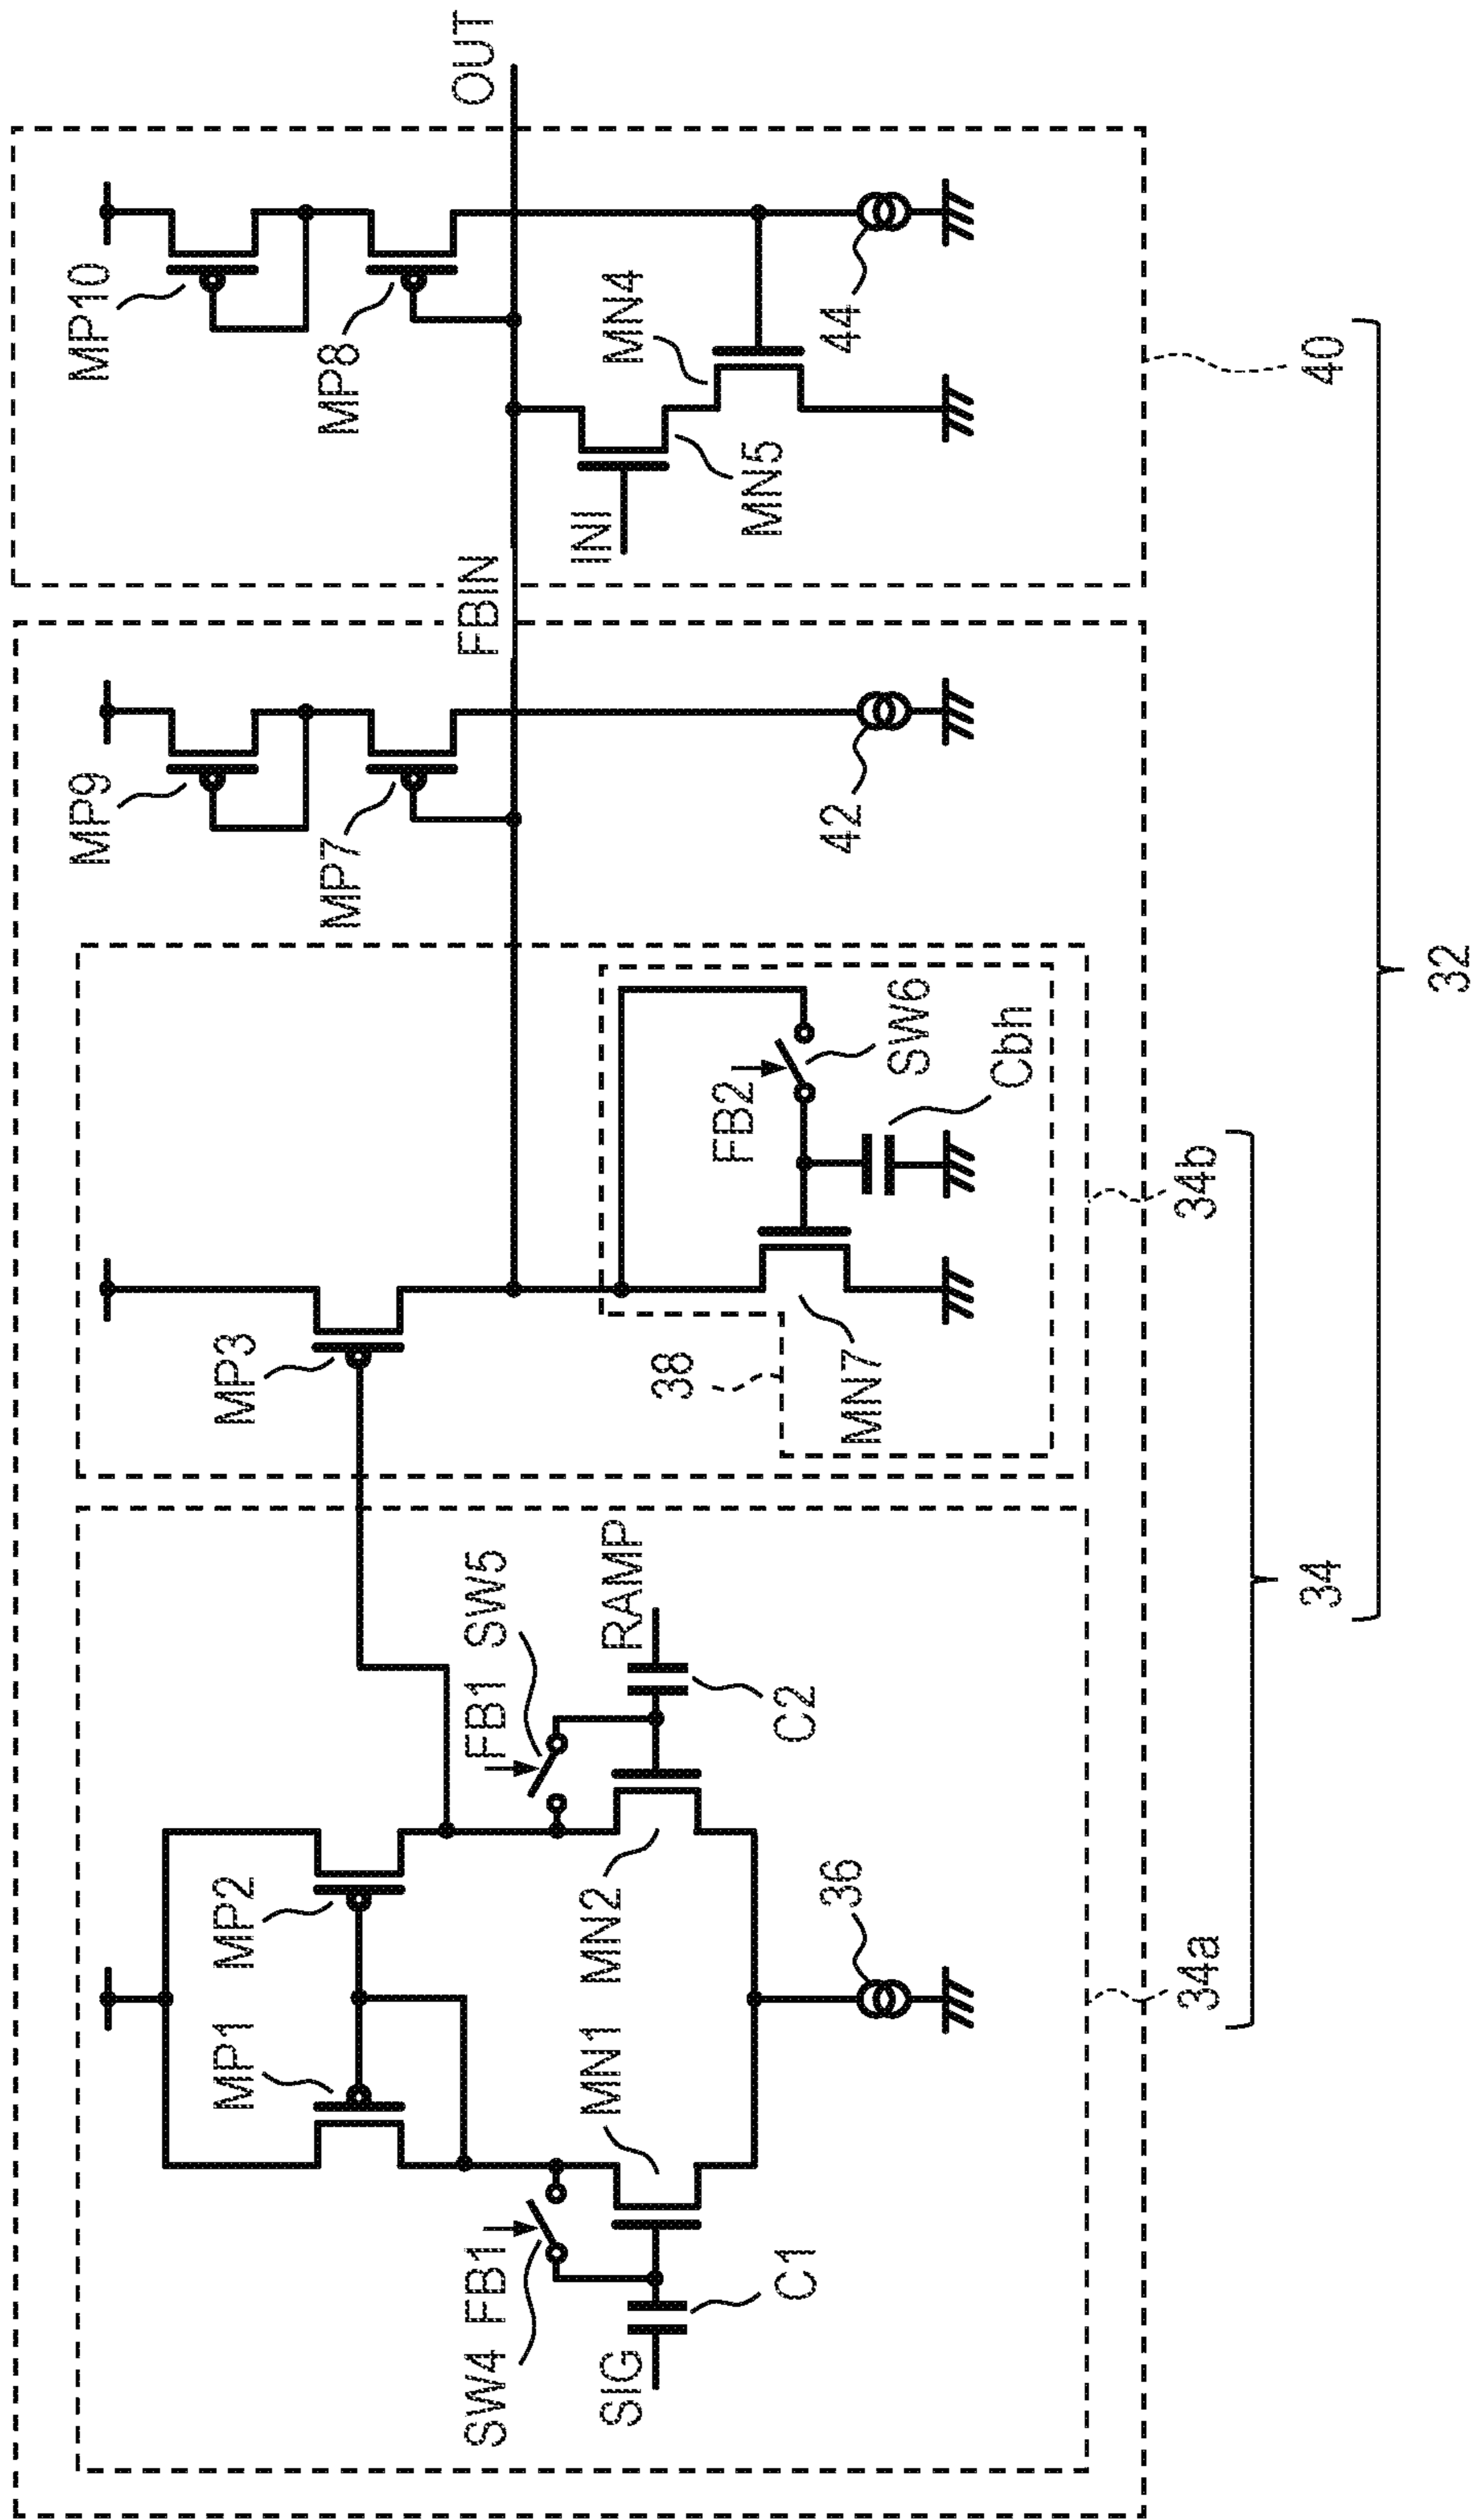 MP10
MP8
OUT
MN4
44
MN5
INI
40
FBIN
MP9
MP7
42
MP3
FB2
SW6
Cbh
38
MN7
34b
32
MP1
MP2
SW4
FB1
FB1
SW5
SIG
C1
MN1
MN2
RAMP
C2
36
34a
34